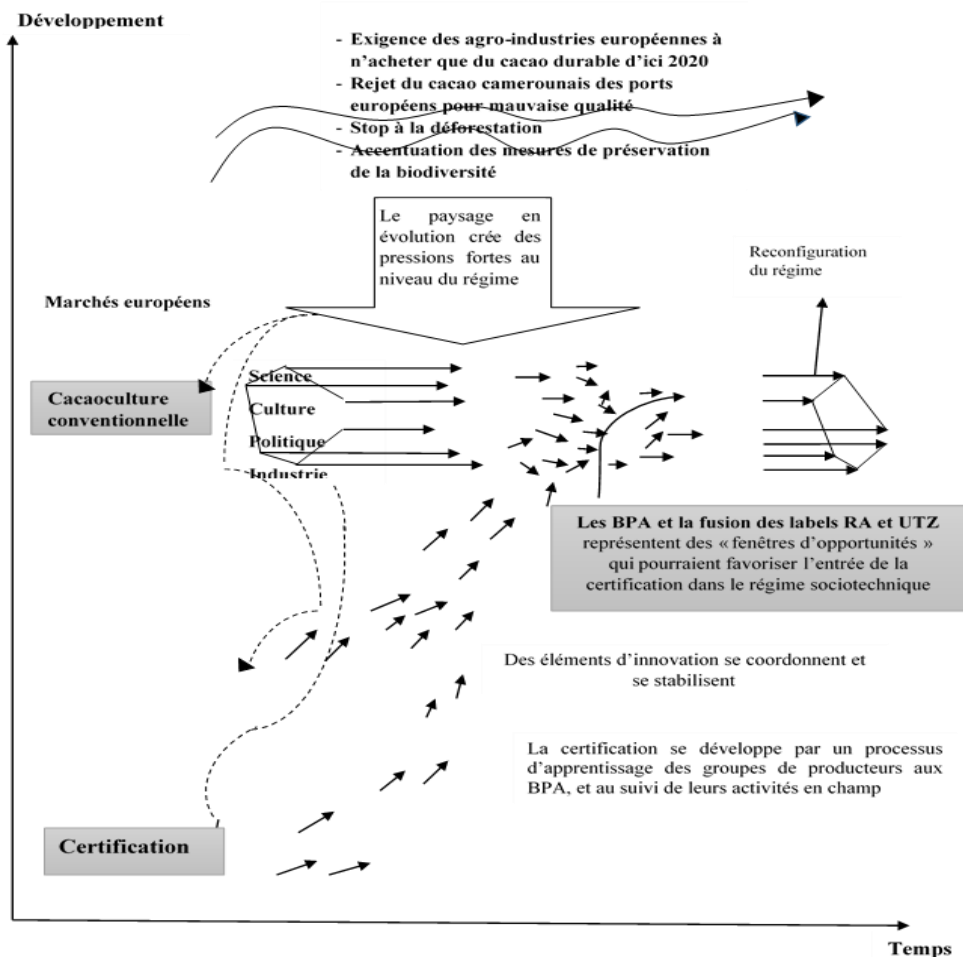 Développement
- Exigence des agro-industries européennes à
n’acheter que du cacao durable d’ici 2020
- Rejet du cacao camerounais des ports
européens pour mauvaise qualité
- Stop à la déforestation
- Accentuation des mesures de préservation
de la biodiversité
Le paysage en
évolution crée des
pressions fortes au
niveau du régime
Reconfiguration
du régime
Marchés européens
Cacaoculture
conventionnelle
Science
Culture
Politique
Industrie
Les BPA et la fusion des labels RA et UTZ
représentent des « fenêtres d’opportunités »
qui pourraient favoriser l’entrée de la
certification dans le régime sociotechnique
Des éléments d’innovation se coordonnent et
se stabilisent
La certification se développe par un processus
d’apprentissage des groupes de producteurs aux
BPA, et au suivi de leurs activités en champ
Certification
Temps